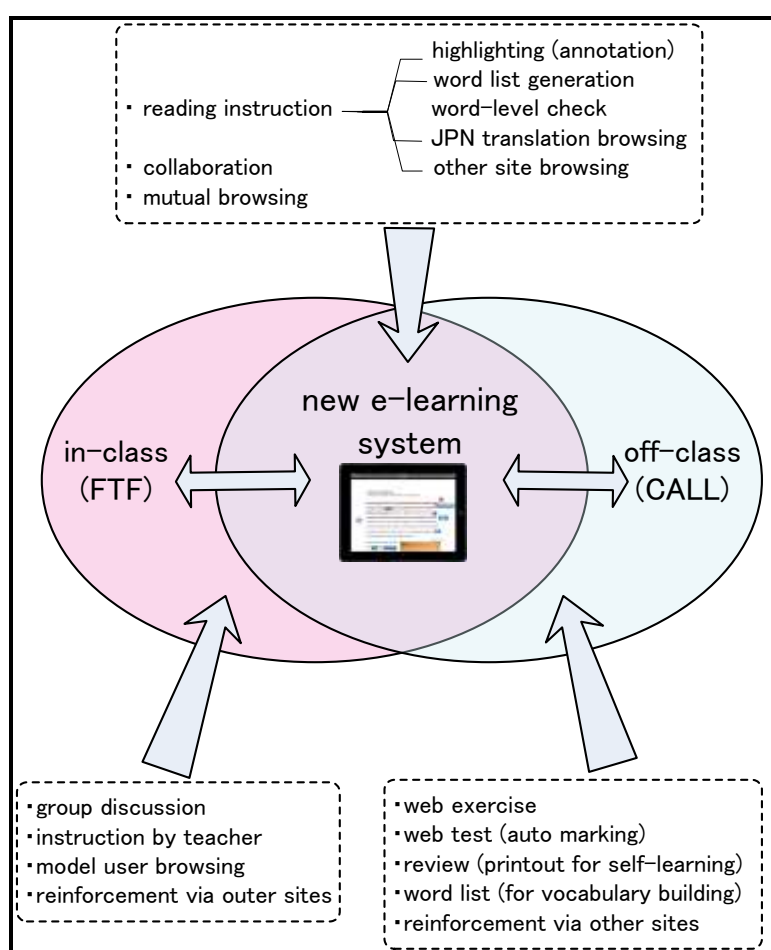 highlighting (annotation)
word list generation
・reading instruction
word-level check
JPN translation browsing
・collaboration
other site browsing
・mutual browsing
new e-learning
system
in-class
(FTF)
off-class
(CALL)
・group discussion
・instruction by teacher
・model user browsing
・reinforcement via outer sites
・web exercise
・web test (auto marking)
・review (printout for self-learning)
・word list (for vocabulary building)
・reinforcement via other sites